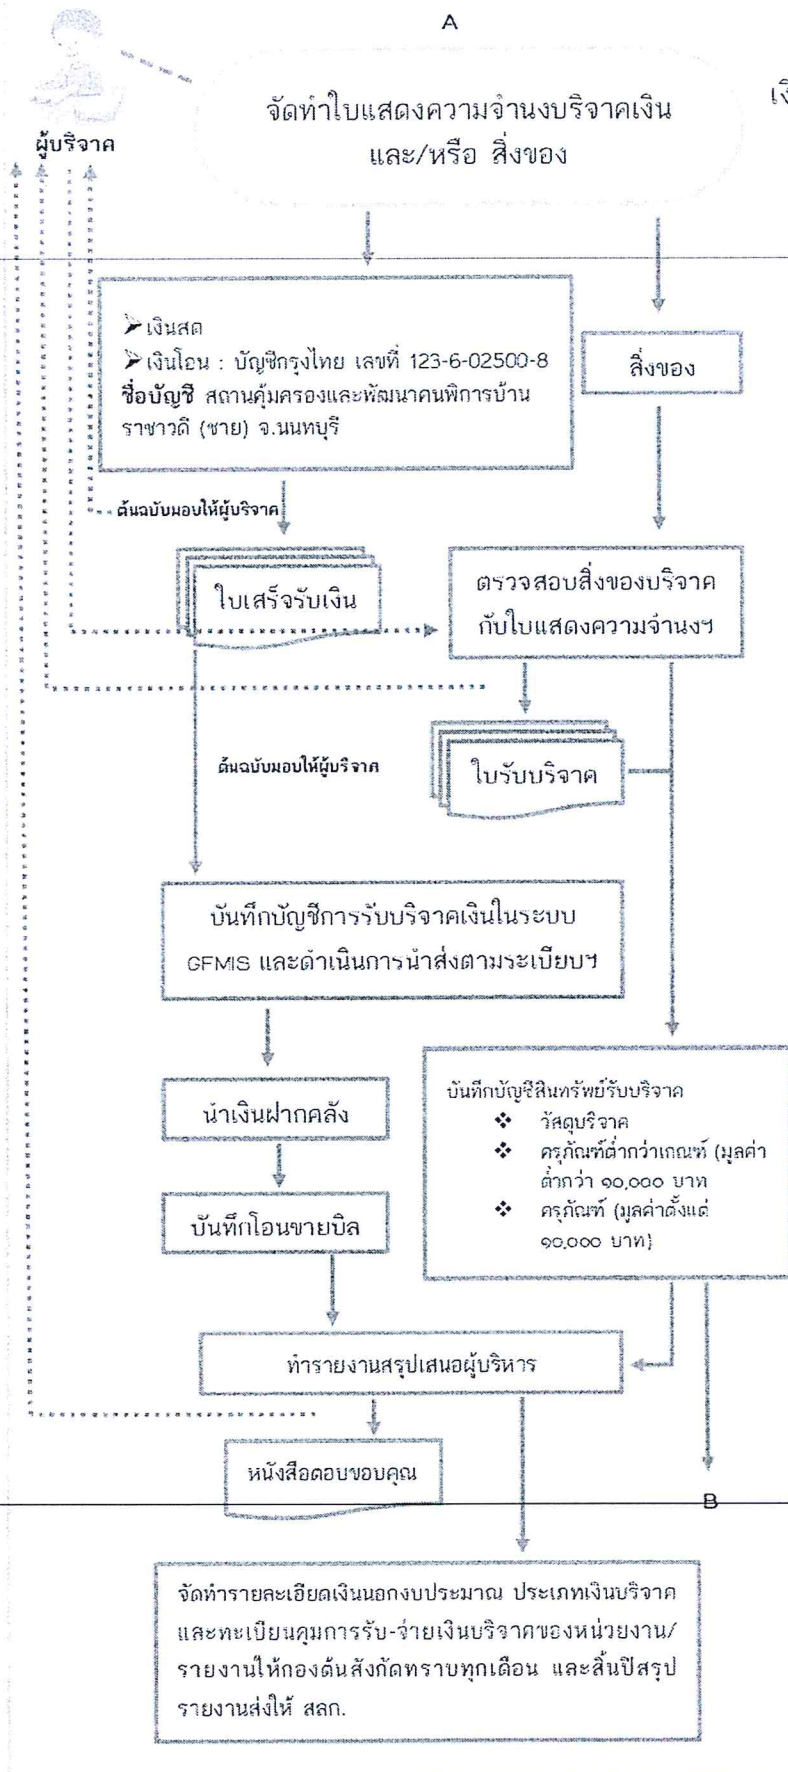 A
ผู้บริจาค
จัดทำใบแสดงความจำนงบริจาคเงิน
และ/หรือ สิ่งของ
➢ เงินสด
➢ เงินโอน : บัญชีกรุงไทย เลขที่ 123-6-02500-8
ชื่อบัญชี สถานคุ้มครองและพัฒนาคนพิการบ้าน
ราชาวดี (ชาย) จ.นนทบุรี
สิ่งของ
ต้นฉบับมอบให้ผู้บริจาค
ใบเสร็จรับเงิน
ตรวจสอบสิ่งของบริจาค
กับใบแสดงความจำนงฯ
ต้นฉบับมอบให้ผู้บริจาค
ใบรับบริจาค
บันทึกบัญชีการรับบริจาคเงินในระบบ
GFMIS และดำเนินการนำส่งตามระเบียบฯ
นำเงินฝากคลัง
บันทึกโอนขายบิล
บันทึกบัญชีสินทรัพย์รับบริจาค
❖ วัสดุบริจาค
❖ ครุภัณฑ์ต่ำกว่าเกณฑ์ (มูลค่า
ต่ำกว่า ๑๐,๐๐๐ บาท
❖ ครุภัณฑ์ (มูลค่าตั้งแต่
๑๐,๐๐๐ บาท)
ทำรายงานสรุปเสนอผู้บริหาร
หนังสือตอบขอบคุณ
B
จัดทำรายละเอียดเงินนอกงบประมาณ ประเภทเงินบริจาค
และทะเบียนคุมการรับ-จ่ายเงินบริจาคของหน่วยงาน/
รายงานให้กองต้นสังกัดทราบทุกเดือน และสิ้นปีสรุป
รายงานส่งให้ สลก.